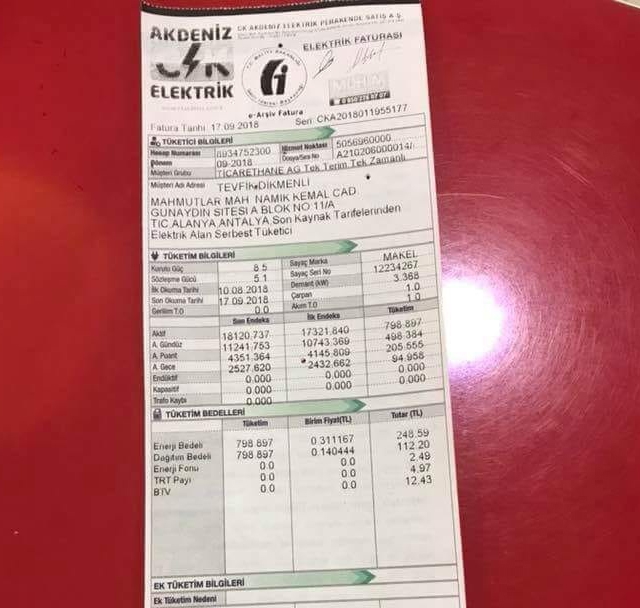 AKDENİZ
ELEKTRİK
CK AKDENİZ ELEKTRİK PERAKENDE SATIŞ A.Ş.
ELEKTRİK FATURASI
e-Arşiv Fatura
Fatura Tarihi 17.09.2018 Seri: CKA2018011955177
TÜKETİCİ BİLGİLERİ
Hesap Numarası 8934752300 Hizmet Noktası 5056960000
Dönem 09-2018 Dosya/Sıra No A210206000014/
Müşteri Grubu TICARETHANE AG Tek Terim Tek Zamanlı
Müşteri Adı Adresi TEVFİK DİKMENLİ
MAHMUTLAR MAH NAMIK KEMAL CAD.
GUNAYDIN SITESI A BLOK NO:11/A
TIC,ALANYA,ANTALYA,Son Kaynak Tarifelerinden
Elektrik Alan Serbest Tüketici
TÜKETİM BİLGİLERİ
Kurulu Güç 8.5 Sayaç Marka MAKEL
Sözleşme Gücü 5.1 Sayaç Seri No 12234267
İlk Okuma Tarihi 10.08.2018 Demant (kW) 3.368
Son Okuma Tarihi 17.09.2018 Çarpan 1.0
Gerilim T.O 0.0 Akım T.O 1.0
Son Endeks İlk Endeks Tüketim
Aktif 18120.737 17321.840 798.897
A. Gündüz 11241.753 10743.369 498.384
A. Puant 4351.364 4145.809 205.555
A. Gece 2527.620 2432.662 94.958
Endüktif 0.000 0.000 0.000
Kapasitif 0.000 0.000 0.000
Trafo Kaybı 0.000
TÜKETİM BEDELLERİ
Tüketim Birim Fiyat(TL) Tutar (TL)
Enerji Bedeli 798.897 0.311167 248.59
Dağıtım Bedeli 798.897 0.140444 112.20
Enerji Fonu 0.0 0.0 2.49
TRT Payı 0.0 0.0 4.97
BTV 0.0 0.0 12.43
EK TÜKETİM BİLGİLERİ
Ek Tüketim Nedeni